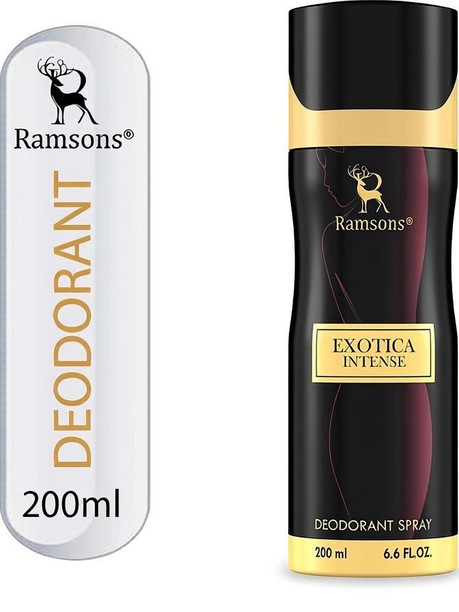 Ramsons®
DEODORANT
200ml
Ramsons®
EXOTICA
INTENSE
DEODORANT SPRAY
200 ml 6.6 FL.OZ.